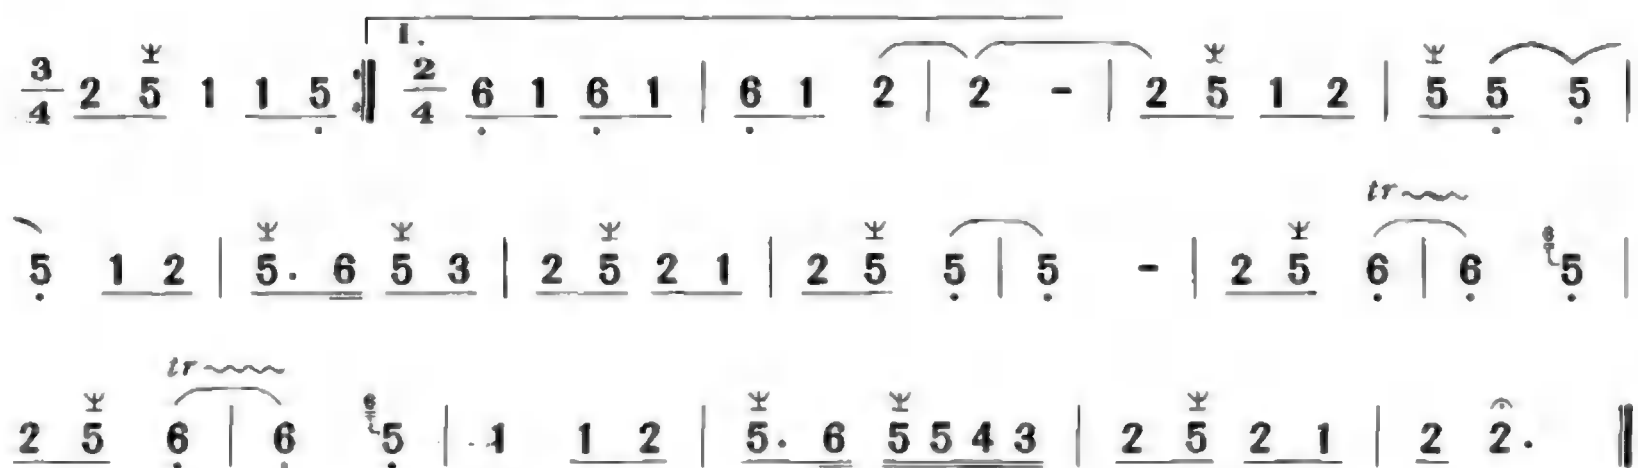 1.
3/4 2 5 1 1 5 :‖ 2/4 6 1 6 1 | 6 1 2 | 2 - | 2 5 1 2 | 5 5 5 |
tr
5 1 2 | 5 . 6 5 3 | 2 5 2 1 | 2 5 5 | 5 - | 2 5 6 | 6 6 5 |
tr
2 5 6 | 6 6 5 | 1 1 2 | 5 . 6 5 5 4 3 | 2 5 2 1 | 2 2 . ‖